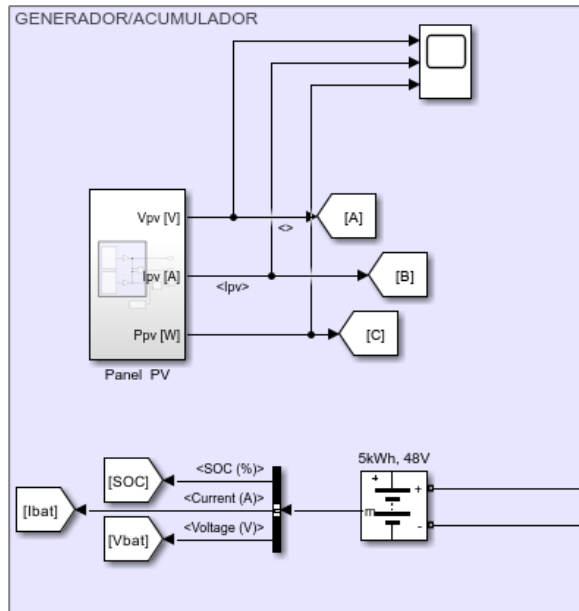 GENERADOR/ACUMULADOR
Vpv [V]
[A]
<>
Ipv [A]
<Ipv>
[B]
Ppv [W]
[C]
Panel PV
5kWh, 48V
<SOC (%)>
[SOC]
<Current (A)>
[Ibat]
<Voltage (V)>
[Vbat]
+
m
+
-